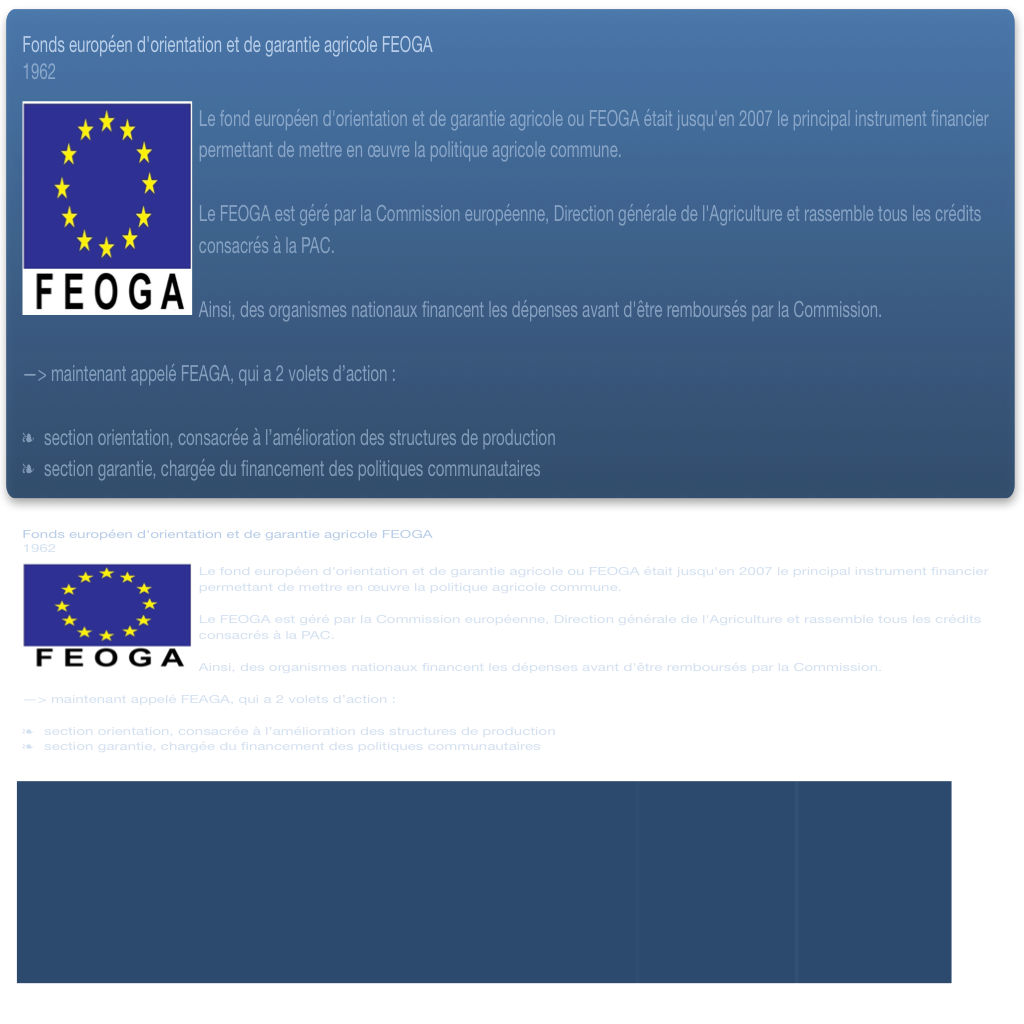 Fonds européen d'orientation et de garantie agricole FEOGA
1962
Le fond européen d'orientation et de garantie agricole ou FEOGA était jusqu'en 2007 le principal instrument financier
permettant de mettre en œuvre la politique agricole commune.
Le FEOGA est géré par la Commission européenne, Direction générale de l'Agriculture et rassemble tous les crédits
consacrés à la PAC.
FEOGA
Ainsi, des organismes nationaux financent les dépenses avant d'être remboursés par la Commission.
—> maintenant appelé FEAGA, qui a 2 volets d’action :
❧ section orientation, consacrée à l’amélioration des structures de production
❧ section garantie, chargée du financement des politiques communautaires
Fonds européen d'orientation et de garantie agricole FEOGA
1962
Le fond européen d'orientation et de garantie agricole ou FEOGA était jusqu'en 2007 le principal instrument financier
permettant de mettre en œuvre la politique agricole commune.
Le FEOGA est géré par la Commission européenne, Direction générale de l'Agriculture et rassemble tous les crédits
consacrés à la PAC.
FEOGA
Ainsi, des organismes nationaux financent les dépenses avant d'être remboursés par la Commission.
—> maintenant appelé FEAGA, qui a 2 volets d’action :
❧ section orientation, consacrée à l’amélioration des structures de production
❧ section garantie, chargée du financement des politiques communautaires